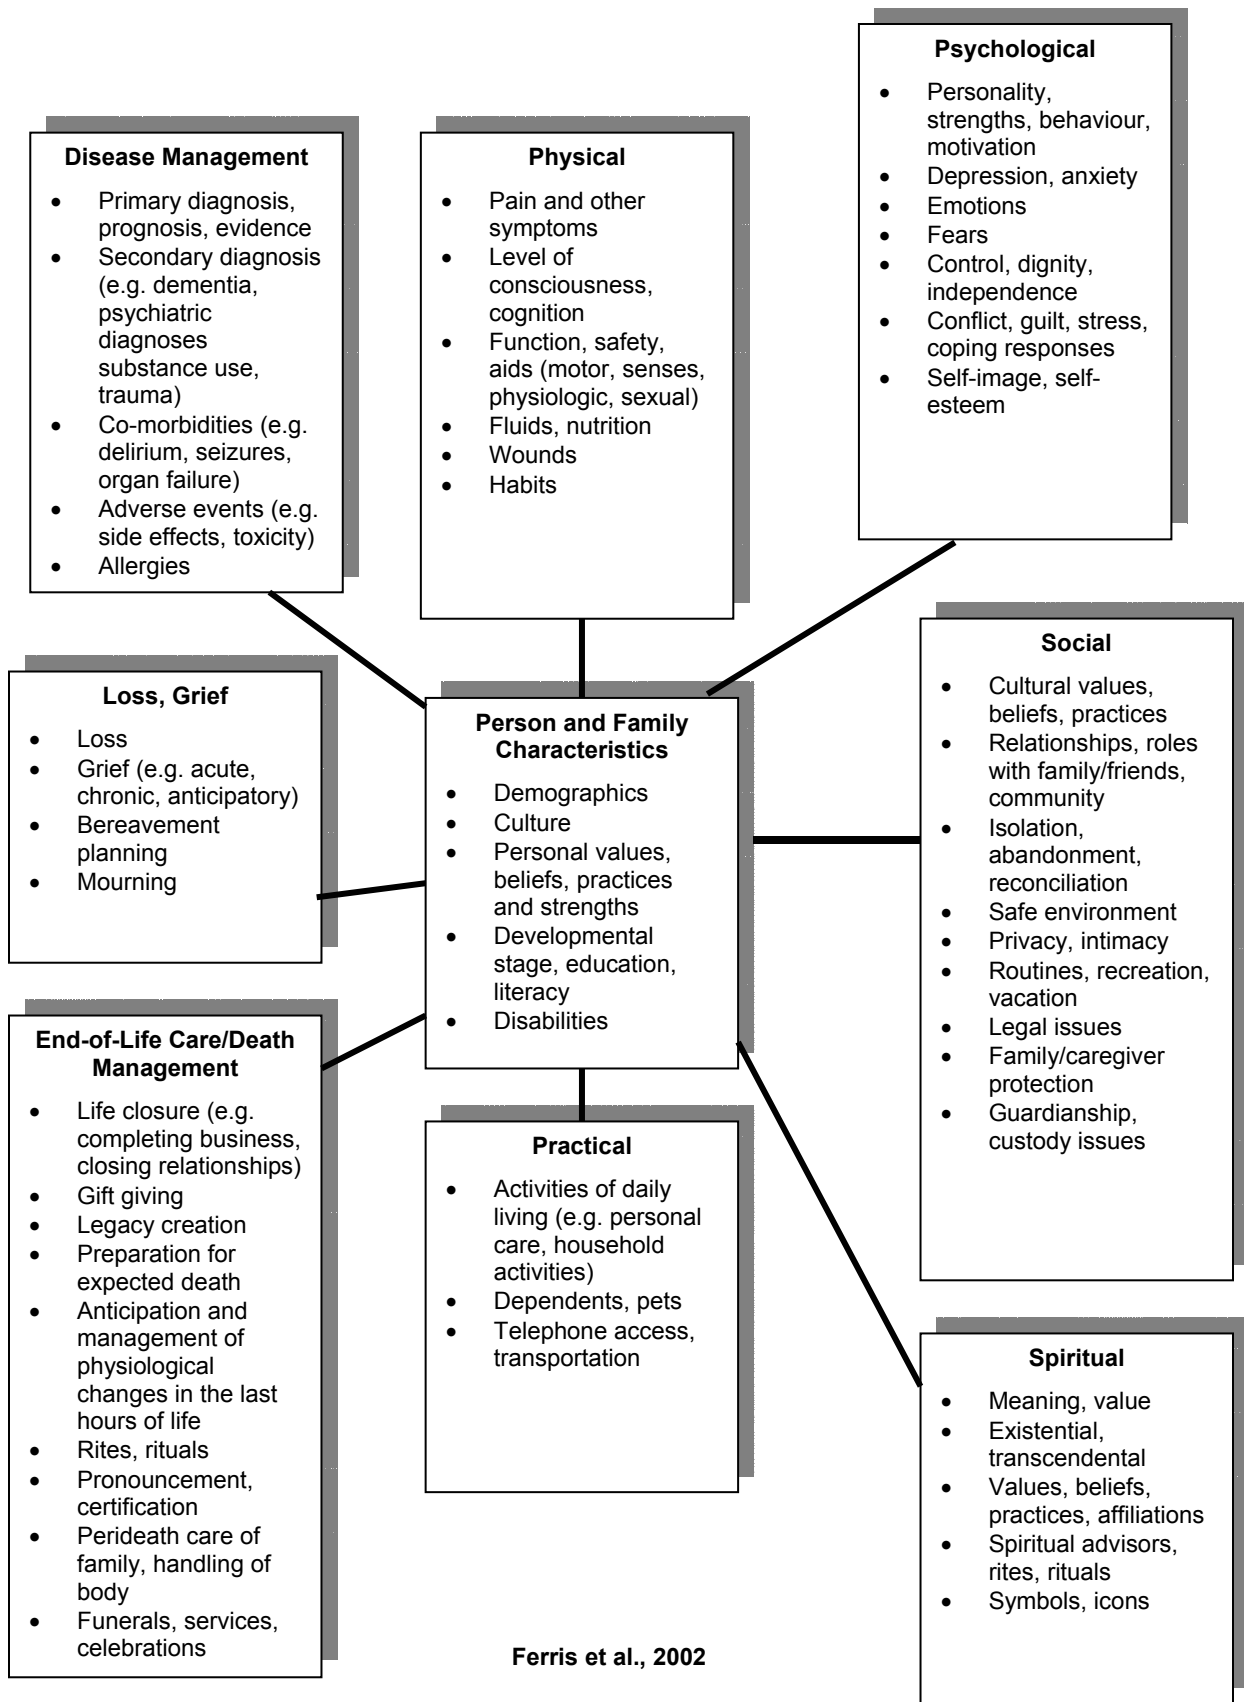 Psychological
• Personality,
strengths, behaviour,
motivation
• Depression, anxiety
• Emotions
• Fears
• Control, dignity,
independence
• Conflict, guilt, stress,
coping responses
• Self-image, self-
esteem
Disease Management
• Primary diagnosis,
prognosis, evidence
• Secondary diagnosis
(e.g. dementia,
psychiatric
diagnoses
substance use,
trauma)
• Co-morbidities (e.g.
delirium, seizures,
organ failure)
• Adverse events (e.g.
side effects, toxicity)
• Allergies
Physical
• Pain and other
symptoms
• Level of
consciousness,
cognition
• Function, safety,
aids (motor, senses,
physiologic, sexual)
• Fluids, nutrition
• Wounds
• Habits
Social
• Cultural values,
beliefs, practices
• Relationships, roles
with family/friends,
community
• Isolation,
abandonment,
reconciliation
• Safe environment
• Privacy, intimacy
• Routines, recreation,
vacation
• Legal issues
• Family/caregiver
protection
• Guardianship,
custody issues
Loss, Grief
• Loss
• Grief (e.g. acute,
chronic, anticipatory)
• Bereavement
planning
• Mourning
Person and Family
Characteristics
• Demographics
• Culture
• Personal values,
beliefs, practices
and strengths
• Developmental
stage, education,
literacy
• Disabilities
End-of-Life Care/Death
Management
• Life closure (e.g.
completing business,
closing relationships)
• Gift giving
• Legacy creation
• Preparation for
expected death
• Anticipation and
management of
physiological
changes in the last
hours of life
• Rites, rituals
• Pronouncement,
certification
• Perideath care of
family, handling of
body
• Funerals, services,
celebrations
Practical
• Activities of daily
living (e.g. personal
care, household
activities)
• Dependents, pets
• Telephone access,
transportation
Spiritual
• Meaning, value
• Existential,
transcendental
• Values, beliefs,
practices, affiliations
• Spiritual advisors,
rites, rituals
• Symbols, icons
Ferris et al., 2002